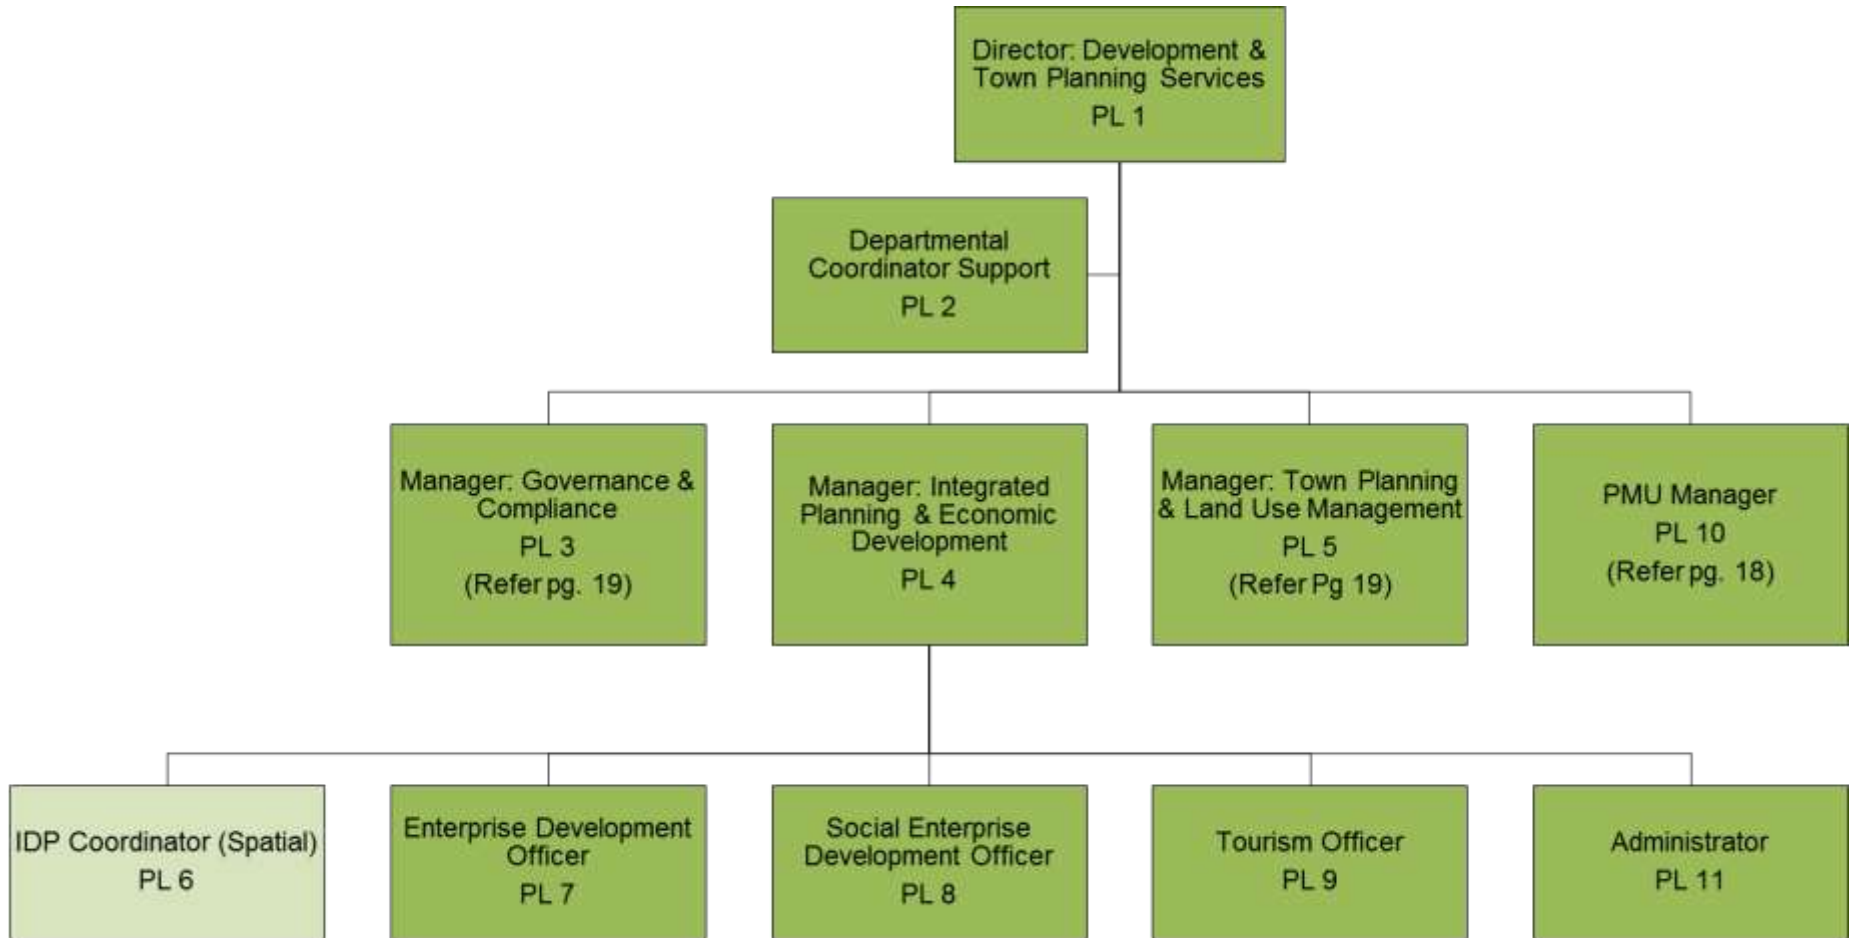 Director: Development &
Town Planning Services
PL 1
Departmental
Coordinator Support
PL 2
Manager: Governance &
Compliance
PL 3
(Refer pg. 19)
Manager: Integrated
Planning & Economic
Development
PL 4
Manager: Town Planning
& Land Use Management
PL 5
(Refer Pg 19)
PMU Manager
PL 10
(Refer pg. 18)
IDP Coordinator (Spatial)
PL 6
Enterprise Development
Officer
PL 7
Social Enterprise
Development Officer
PL 8
Tourism Officer
PL 9
Administrator
PL 11